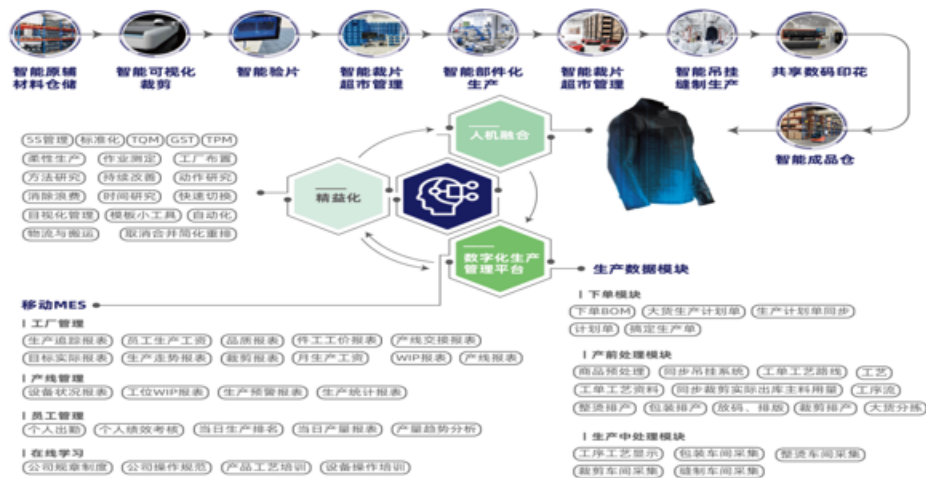 智能原辅
材料仓储
智能可视化
裁剪
智能验片
智能裁片
超市管理
智能部件化
生产
智能裁片
超市管理
智能吊挂
缝制生产
共享数码印花
智能成品仓
人机融合
精益化
数字化生产
管理平台
5S管理 标准化 TQM GST TPM
柔性生产 作业测定 工厂布置
方法研究 持续改善 动作研究
消除浪费 时间研究 快速切换
目视化管理 模板小工具 自动化
物流与搬运 取消合并简化重排
移动MES
工厂管理
生产追踪报表 员工生产工资 品质报表 件工工价报表 产线交接报表
目标实际报表 生产走势报表 裁剪报表 月生产工资 WIP报表 产线报表
产线管理
设备状况报表 工位WIP报表 生产预警报表 生产统计报表
员工管理
个人出勤 个人绩效考核 当日生产排名 当日产量报表 产量趋势分析
在线学习
公司规章制度 公司操作规范 产品工艺培训 设备操作培训
生产数据模块
下单模块
下单BOM 大货生产计划单 生产计划单同步
计划单 搞定生产单
产前处理模块
商品预处理 同步吊挂系统 工单工艺路线 工艺
工单工艺资料 同步裁剪实际出库主料用量 工序流
整烫排产 包装排产 放码、排版 裁剪排产 大货分拣
生产中处理模块
工序工艺显示 包装车间采集 整烫车间采集
裁剪车间采集 缝制车间采集